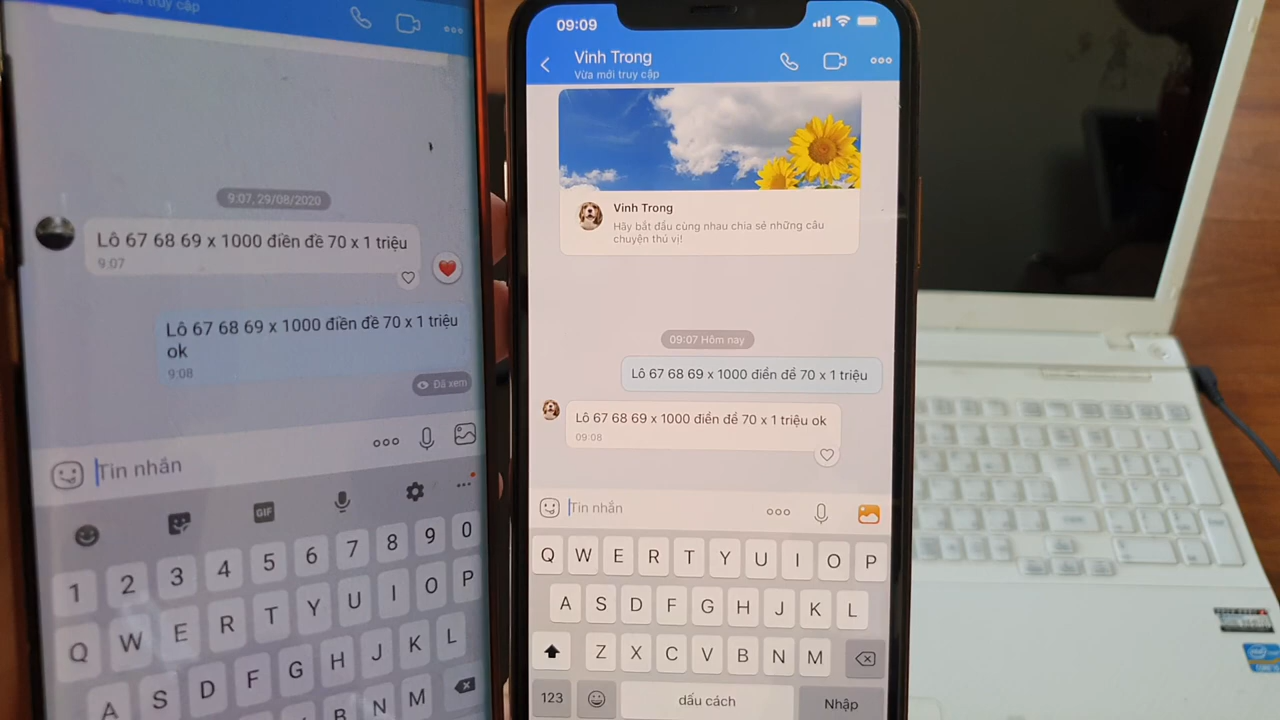 mới truy cập
9:07, 29/08/2020
Lô 67 68 69 x 1000 điền đề 70 x 1 triệu
9:07
Lô 67 68 69 x 1000 điền đề 70 x 1 triệu
ok
9:08
Đã xem
Tin nhắn
GIF
1 2 3 4 5 6 7 8 9 0
Q W E R T Y U I O P
A S D F G H J K L
B N M
09:09
Vinh Trong
Vừa mới truy cập
Vinh Trong
Hãy bắt đầu cùng nhau chia sẻ những câu
chuyện thú vị!
09:07 Hôm nay
Lô 67 68 69 x 1000 điền đề 70 x 1 triệu
Lô 67 68 69 x 1000 điền đề 70 x 1 triệu ok
09:08
Tin nhắn
Q W E R T Y U I O P
A S D F G H J K L
Z X C V B N M
123 dấu cách Nhập
intel